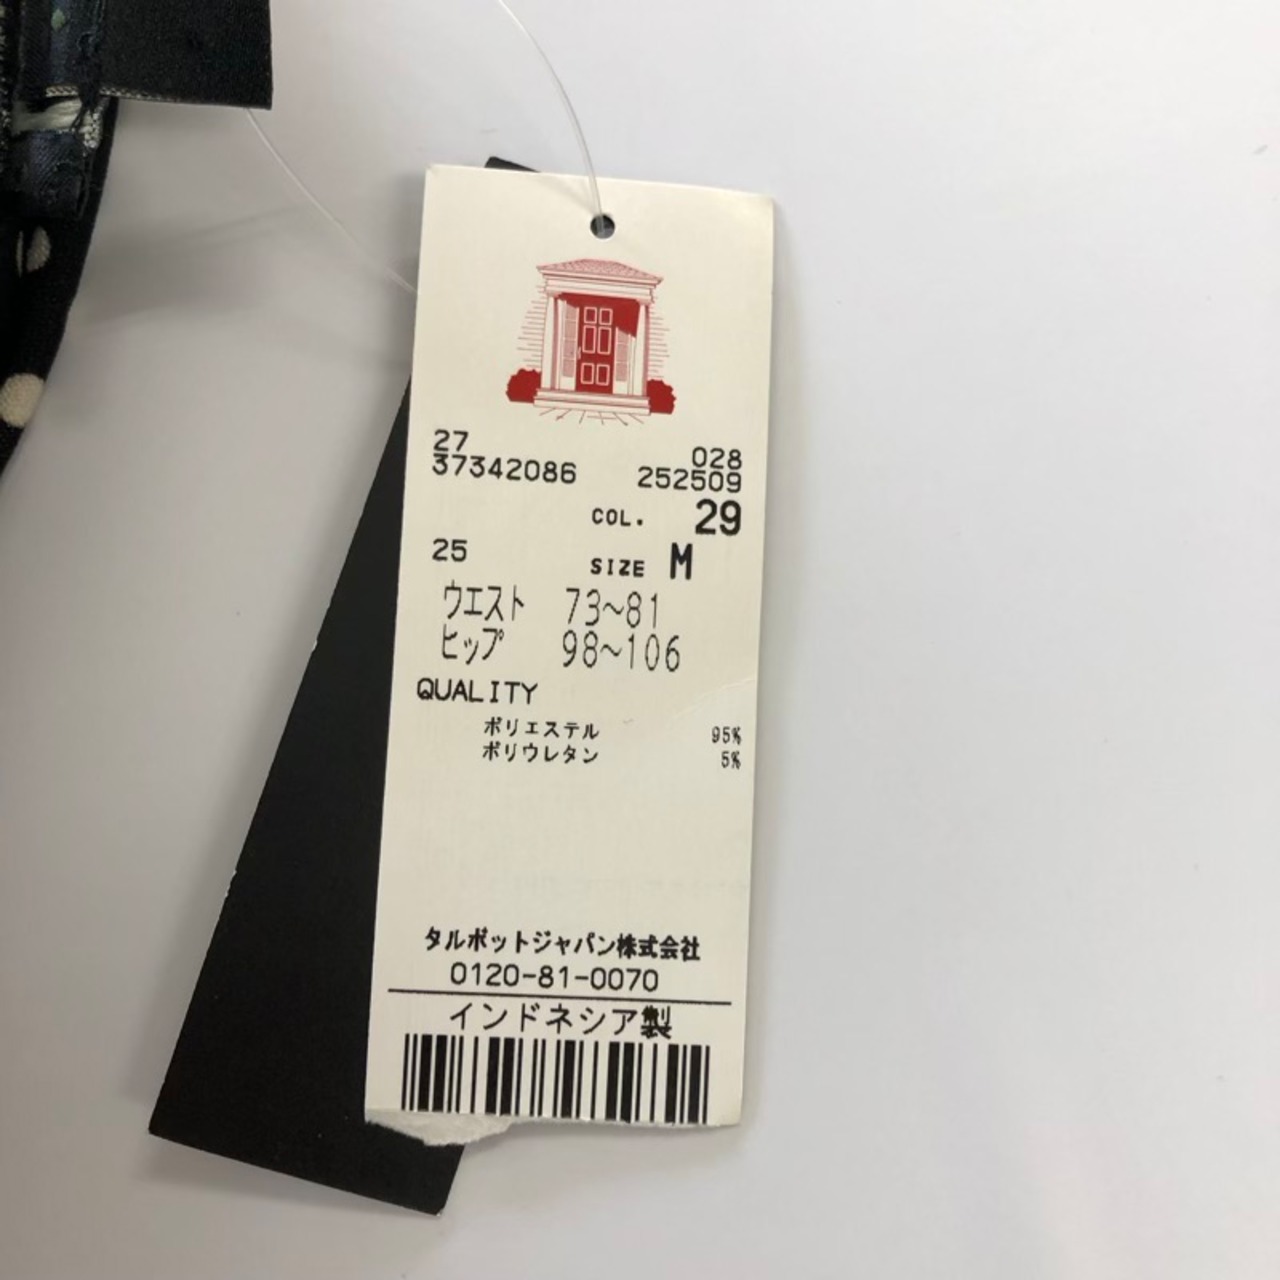 27 028
37342086 252509
COL. 29
25 SIZE M
ウエスト 73~81
ヒップ 98~106
QUALITY
ポリエステル 95%
ポリウレタン 5%
タルボットジャパン株式会社
0120-81-0070
インドネシア製